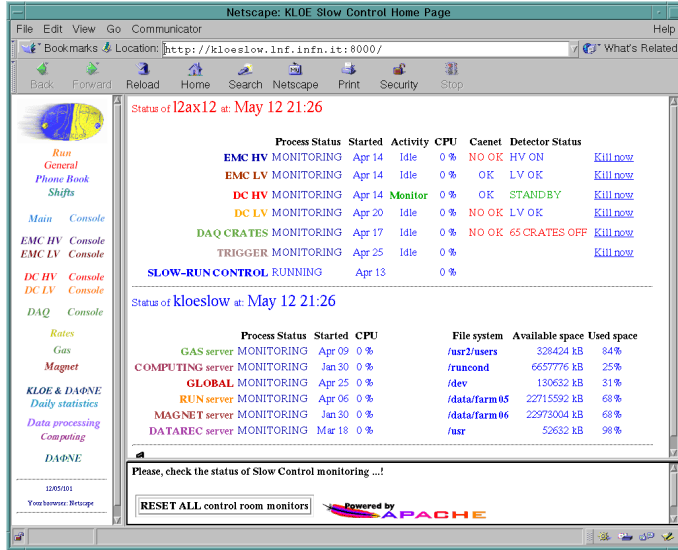 Netscape: KLOE Slow Control Home Page
File Edit View Go Communicator Help
Bookmarks Location: http://kloeslow.lnf.infn.it:8000/ What's Related
Back Forward Reload Home Search Netscape Print Security Stop
Run
General
Phone Book
Shifts
Main Console
EMC HV Console
EMC LV Console
DC HV Console
DC LV Console
DAQ Console
Rates
Gas
Magnet
KLOE & DAΦNE
Daily statistics
Data processing
Computing
DAΦNE
12/05/101
Your browser: Netscape
Status of l2ax12 at: May 12 21:26
Process Status Started Activity CPU Caenet Detector Status
EMC HV MONITORING Apr 14 Idle 0 % NO OK HV ON Kill now
EMC LV MONITORING Apr 14 Idle 0 % OK LV OK Kill now
DC HV MONITORING Apr 14 Monitor 0 % OK STANDBY Kill now
DC LV MONITORING Apr 20 Idle 0 % NO OK LV OK Kill now
DAQ CRATES MONITORING Apr 17 Idle 0 % NO OK 65 CRATES OFF Kill now
TRIGGER MONITORING Apr 25 Idle 0 % Kill now
SLOW-RUN CONTROL RUNNING Apr 13 0 %
Status of kloeslow at: May 12 21:26
Process Status Started CPU File system Available space Used space
GAS server MONITORING Apr 09 0 % /usr2/users 328424 kB 84%
COMPUTING server MONITORING Jan 30 0 % /runcond 6657776 kB 25%
GLOBAL MONITORING Apr 25 0 % /dev 130632 kB 31%
RUN server MONITORING Apr 06 0 % /data/farm05 22715592 kB 68%
MAGNET server MONITORING Jan 30 0 % /data/farm06 22973004 kB 68%
DATAREC server MONITORING Mar 18 0 % /usr 52632 kB 98%
Please, check the status of Slow Control monitoring ...!
RESET ALL control room monitors
Powered by
APACHE